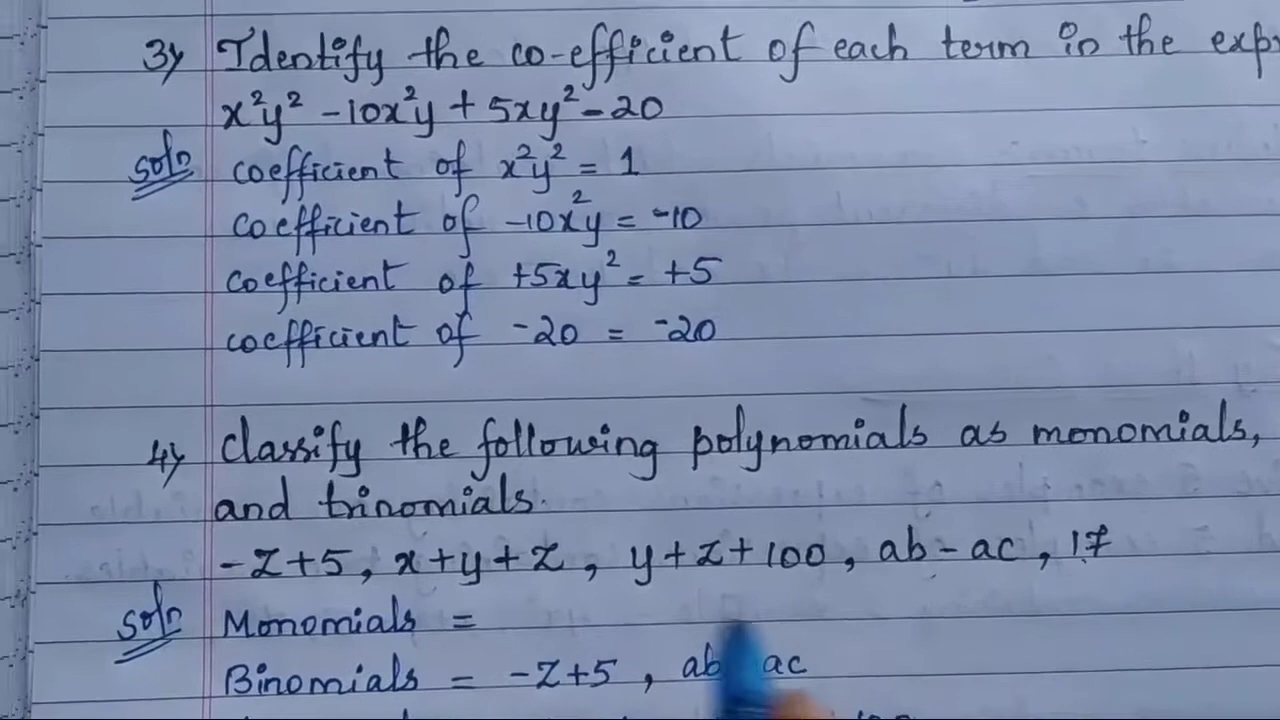 3) Identify the co-efficient of each term in the exp
x²y² - 10x²y + 5xy² - 20
Soln coefficient of x²y² = 1
coefficient of -10x²y = -10
coefficient of +5xy² = +5
coefficient of -20 = -20
4) Classify the following polynomials as monomials,
and trinomials.
-z+5, x+y+z, y+z+100, ab-ac, 17
Soln Monomials =
Binomials = -z+5, ab ac